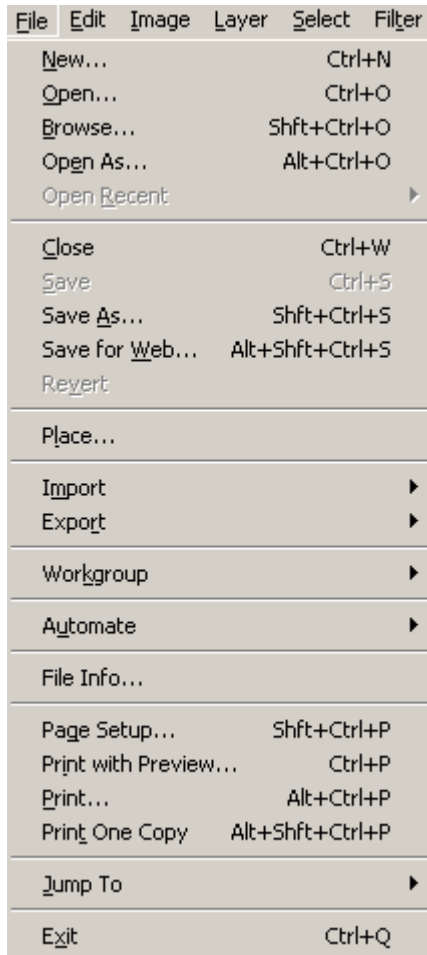 File Edit Image Layer Select Filter
New... Ctrl+N
Open... Ctrl+O
Browse... Shft+Ctrl+O
Open As... Alt+Ctrl+O
Open Recent
Close Ctrl+W
Save Ctrl+S
Save As... Shft+Ctrl+S
Save for Web... Alt+Shft+Ctrl+S
Revert
Place...
Import
Export
Workgroup
Automate
File Info...
Page Setup... Shft+Ctrl+P
Print with Preview... Ctrl+P
Print... Alt+Ctrl+P
Print One Copy Alt+Shft+Ctrl+P
Jump To
Exit Ctrl+Q